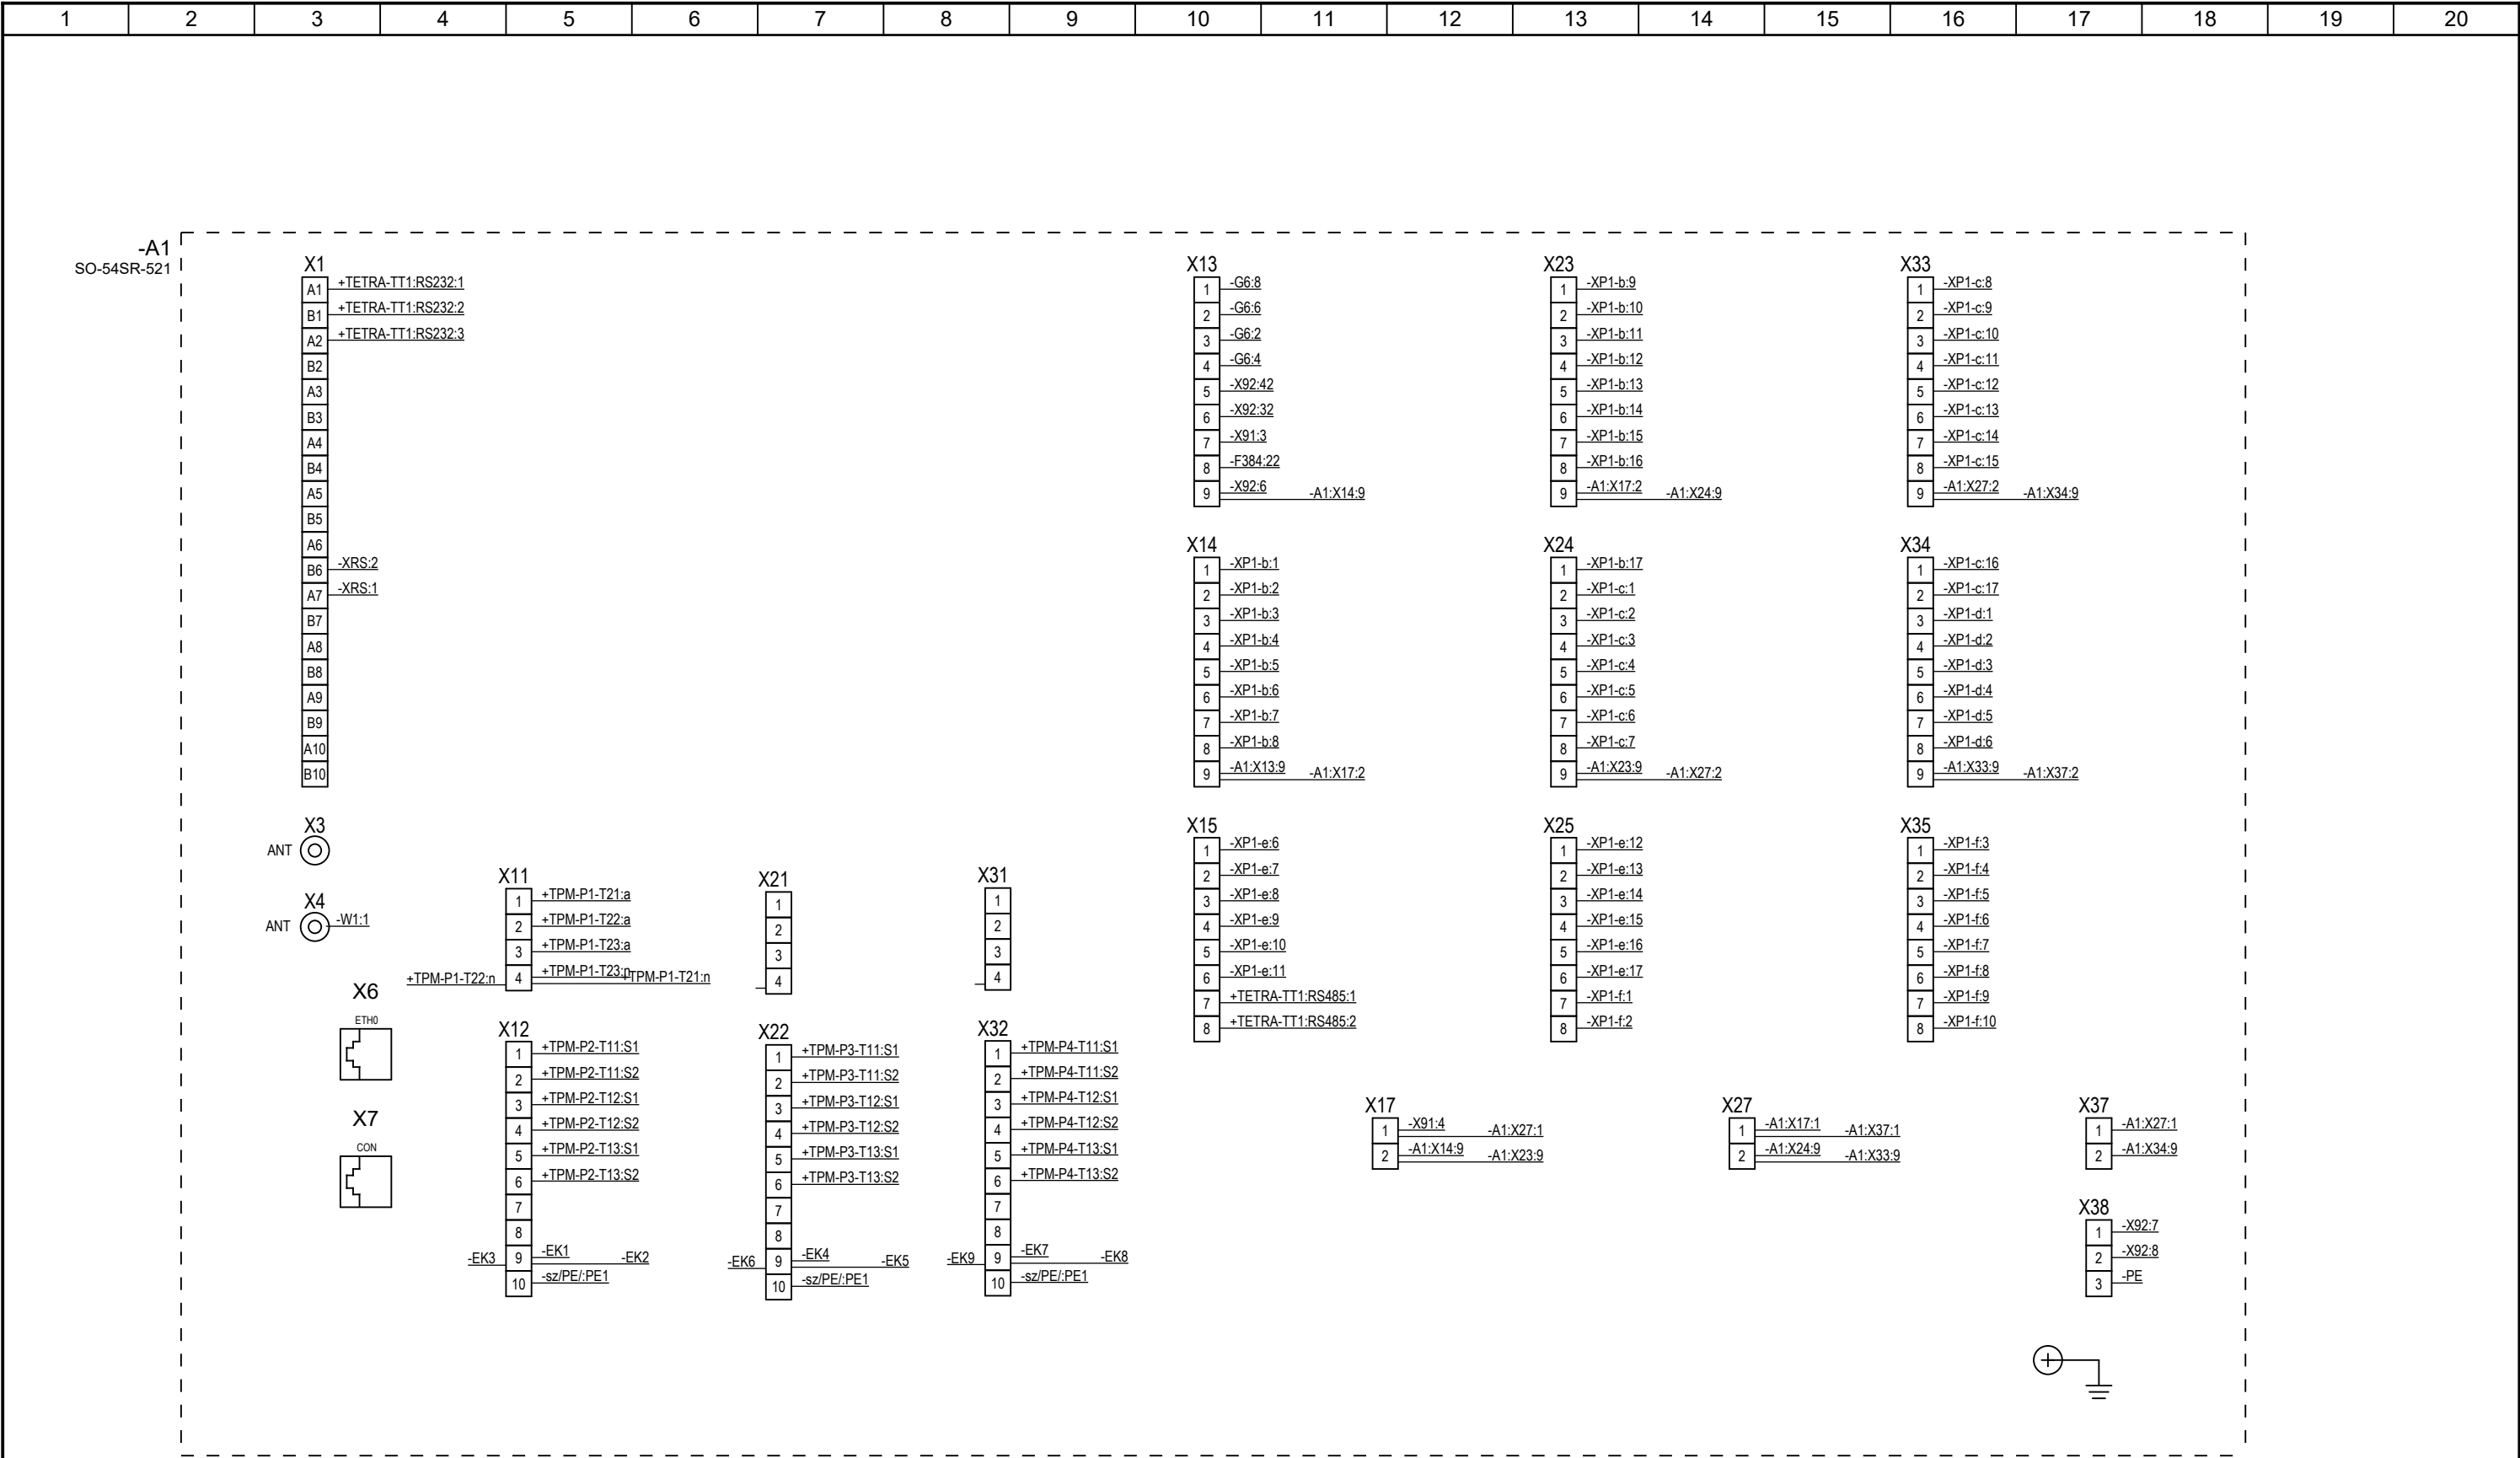 1 2 3 4 5 6 7 8 9 10 11 12 13 14 15 16 17 18 19 20
-A1
SO-54SR-521
X1
A1 +TETRA-TT1:RS232:1
B1 +TETRA-TT1:RS232:2
A2 +TETRA-TT1:RS232:3
B2
A3
B3
A4
B4
A5
B5
A6
B6 -XRS:2
A7 -XRS:1
B7
A8
B8
A9
B9
A10
B10
X3
ANT
X4
ANT -W1:1
X6
ETH0
X7
CON
X11
1 +TPM-P1-T21:a
2 +TPM-P1-T22:a
3 +TPM-P1-T23:a
+TPM-P1-T22:n 4 +TPM-P1-T23:n +TPM-P1-T21:n
X12
1 +TPM-P2-T11:S1
2 +TPM-P2-T11:S2
3 +TPM-P2-T12:S1
4 +TPM-P2-T12:S2
5 +TPM-P2-T13:S1
6 +TPM-P2-T13:S2
7
8
-EK3 9 -EK1 -EK2
10 -sz/PE/:PE1
X21
1
2
3
4
X22
1 +TPM-P3-T11:S1
2 +TPM-P3-T11:S2
3 +TPM-P3-T12:S1
4 +TPM-P3-T12:S2
5 +TPM-P3-T13:S1
6 +TPM-P3-T13:S2
7
8
-EK6 9 -EK4 -EK5
10 -sz/PE/:PE1
X31
1
2
3
4
X32
1 +TPM-P4-T11:S1
2 +TPM-P4-T11:S2
3 +TPM-P4-T12:S1
4 +TPM-P4-T12:S2
5 +TPM-P4-T13:S1
6 +TPM-P4-T13:S2
7
8
-EK9 9 -EK7 -EK8
10 -sz/PE/:PE1
X13
1 -G6:8
2 -G6:6
3 -G6:2
4 -G6:4
5 -X92:42
6 -X92:32
7 -X91:3
8 -F384:22
9 -X92:6 -A1:X14:9
X14
1 -XP1-b:1
2 -XP1-b:2
3 -XP1-b:3
4 -XP1-b:4
5 -XP1-b:5
6 -XP1-b:6
7 -XP1-b:7
8 -XP1-b:8
9 -A1:X13:9 -A1:X17:2
X15
1 -XP1-e:6
2 -XP1-e:7
3 -XP1-e:8
4 -XP1-e:9
5 -XP1-e:10
6 -XP1-e:11
7 +TETRA-TT1:RS485:1
8 +TETRA-TT1:RS485:2
X23
1 -XP1-b:9
2 -XP1-b:10
3 -XP1-b:11
4 -XP1-b:12
5 -XP1-b:13
6 -XP1-b:14
7 -XP1-b:15
8 -XP1-b:16
9 -A1:X17:2 -A1:X24:9
X24
1 -XP1-b:17
2 -XP1-c:1
3 -XP1-c:2
4 -XP1-c:3
5 -XP1-c:4
6 -XP1-c:5
7 -XP1-c:6
8 -XP1-c:7
9 -A1:X23:9 -A1:X27:2
X25
1 -XP1-e:12
2 -XP1-e:13
3 -XP1-e:14
4 -XP1-e:15
5 -XP1-e:16
6 -XP1-e:17
7 -XP1-f:1
8 -XP1-f:2
X33
1 -XP1-c:8
2 -XP1-c:9
3 -XP1-c:10
4 -XP1-c:11
5 -XP1-c:12
6 -XP1-c:13
7 -XP1-c:14
8 -XP1-c:15
9 -A1:X27:2 -A1:X34:9
X34
1 -XP1-c:16
2 -XP1-c:17
3 -XP1-d:1
4 -XP1-d:2
5 -XP1-d:3
6 -XP1-d:4
7 -XP1-d:5
8 -XP1-d:6
9 -A1:X33:9 -A1:X37:2
X35
1 -XP1-f:3
2 -XP1-f:4
3 -XP1-f:5
4 -XP1-f:6
5 -XP1-f:7
6 -XP1-f:8
7 -XP1-f:9
8 -XP1-f:10
X17
1 -X91:4 -A1:X27:1
2 -A1:X14:9 -A1:X23:9
X27
1 -A1:X17:1 -A1:X37:1
2 -A1:X24:9 -A1:X33:9
X37
1 -A1:X27:1
2 -A1:X34:9
X38
1 -X92:7
2 -X92:8
3 -PE